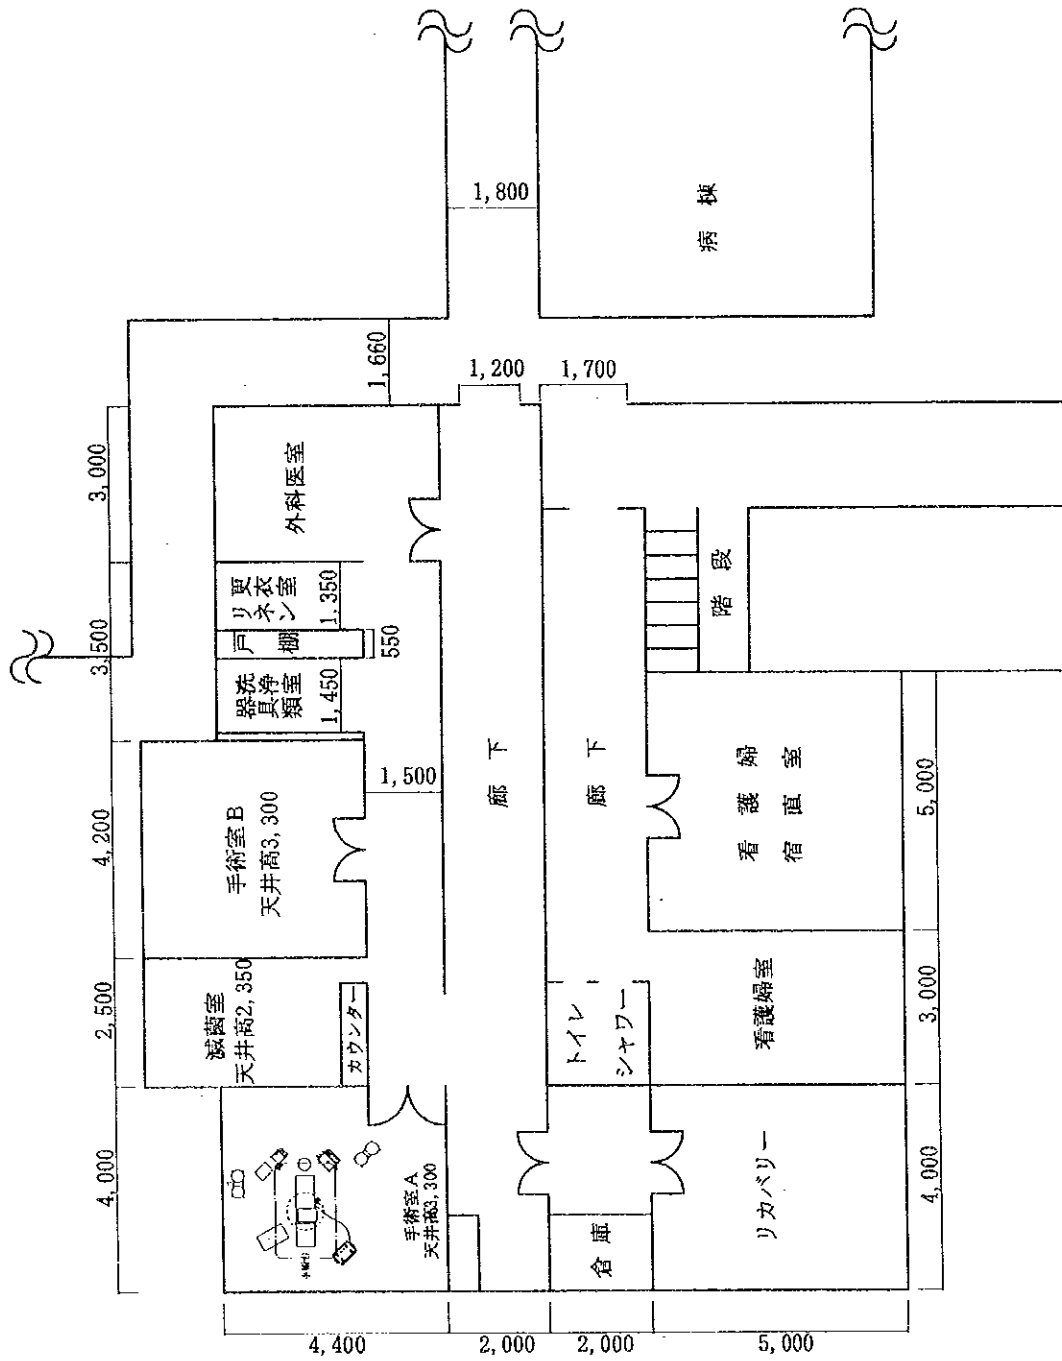 1,800
病棟
1,660
1,200
1,700
3,000
外科医室
3,500
更衣室
リネン
1,350
戸棚
550
器具類
洗浄室
1,450
階段
4,200
手術室B
天井高3,300
1,500
廊下
廊下
看護婦
宿直室
5,000
2,500
滅菌室
天井高2,350
カウンター
トイレ
シャワー
看護婦室
3,000
4,000
手術室A
天井高3,300
倉庫
リカバリー
4,000
4,400
2,000
2,000
5,000